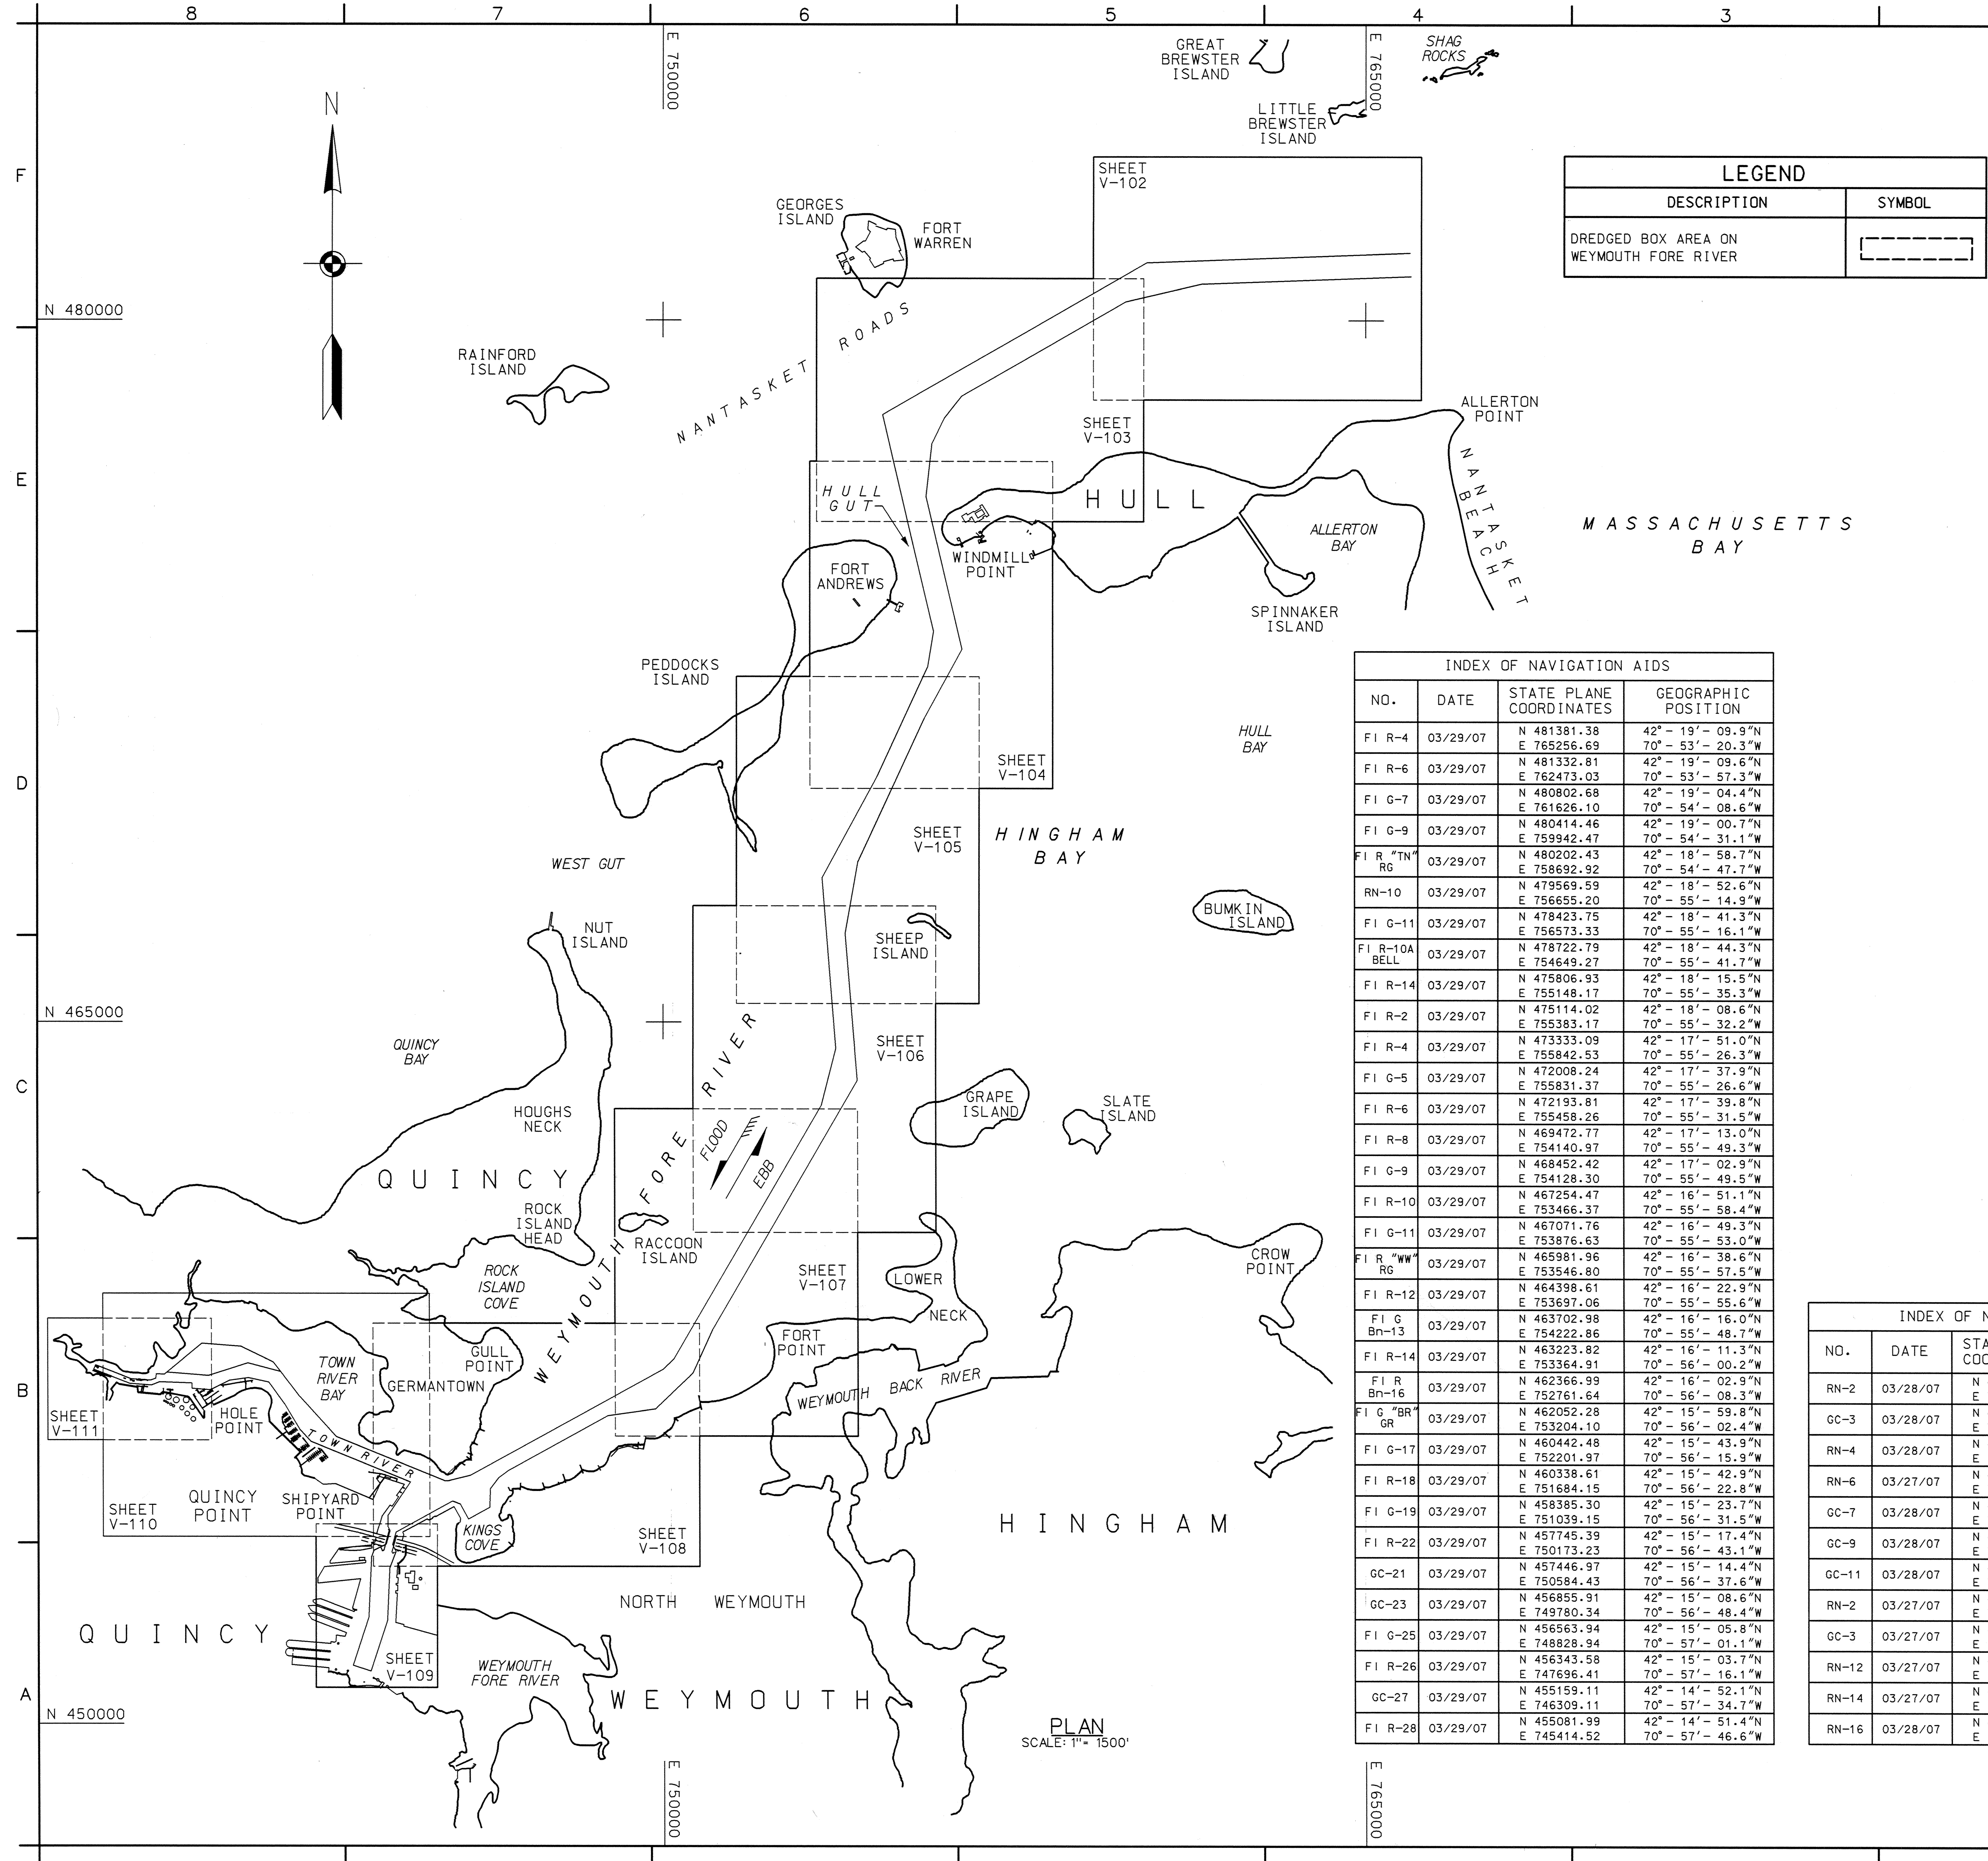 8 7 6 5 4 3
E 750000
E 765000
GREAT
BREWSTER
ISLAND
SHAG
ROCKS
LITTLE
BREWSTER
ISLAND
N
F
SHEET
V-102
LEGEND
DESCRIPTION SYMBOL
DREDGED BOX AREA ON
WEYMOUTH FORE RIVER
GEORGES
ISLAND
FORT
WARREN
N 480000
NANTASKET ROADS
RAINFORD
ISLAND
ALLERTON
POINT
SHEET
V-103
E
HULL
GUT
HULL
NANTASKET
BEACH
ALLERTON
BAY
MASSACHUSETTS
BAY
WINDMILL
POINT
FORT
ANDREWS
SPINNAKER
ISLAND
PEDDOCKS
ISLAND
HULL
BAY
SHEET
V-104
D
SHEET
V-105
HINGHAM
BAY
WEST GUT
BUMKIN
ISLAND
NUT
ISLAND
SHEEP
ISLAND
N 465000
QUINCY
BAY
SHEET
V-106
C
HOUGHS
NECK
GRAPE
ISLAND
SLATE
ISLAND
FLOOD
EBB
QUINCY
WEYMOUTH FORE RIVER
ROCK
ISLAND
HEAD
RACCOON
ISLAND
CROW
POINT
ROCK
ISLAND
COVE
SHEET
V-107
LOWER
NECK
FORT
POINT
GULL
POINT
TOWN
RIVER
BAY
GERMANTOWN
B
WEYMOUTH BACK RIVER
SHEET
V-111
HOLE
POINT
TOWN RIVER
SHEET
V-110
QUINCY
POINT
SHIPYARD
POINT
KINGS
COVE
SHEET
V-108
HINGHAM
NORTH WEYMOUTH
QUINCY
SHEET
V-109
WEYMOUTH
FORE RIVER
A
WEYMOUTH
N 450000
PLAN
SCALE: 1"= 1500'
E 750000
E 765000
INDEX OF NAVIGATION AIDS
NO. DATE STATE PLANE COORDINATES GEOGRAPHIC POSITION
Fl R-4 03/29/07 N 481381.38 42° - 19' - 09.9"N
E 765256.69 70° - 53' - 20.3"W
Fl R-6 03/29/07 N 481332.81 42° - 19' - 09.6"N
E 762473.03 70° - 53' - 57.3"W
Fl G-7 03/29/07 N 480802.68 42° - 19' - 04.4"N
E 761626.10 70° - 54' - 08.6"W
Fl G-9 03/29/07 N 480414.46 42° - 19' - 00.7"N
E 759942.47 70° - 54' - 31.1"W
Fl R "TN" RG 03/29/07 N 480202.43 42° - 18' - 58.7"N
E 758692.92 70° - 54' - 47.7"W
RN-10 03/29/07 N 479569.59 42° - 18' - 52.6"N
E 756655.20 70° - 55' - 14.9"W
Fl G-11 03/29/07 N 478423.75 42° - 18' - 41.3"N
E 756573.33 70° - 55' - 16.1"W
Fl R-10A BELL 03/29/07 N 478722.79 42° - 18' - 44.3"N
E 754649.27 70° - 55' - 41.7"W
Fl R-14 03/29/07 N 475806.93 42° - 18' - 15.5"N
E 755148.17 70° - 55' - 35.3"W
Fl R-2 03/29/07 N 475114.02 42° - 18' - 08.6"N
E 755383.17 70° - 55' - 32.2"W
Fl R-4 03/29/07 N 473333.09 42° - 17' - 51.0"N
E 755842.53 70° - 55' - 26.3"W
Fl G-5 03/29/07 N 472008.24 42° - 17' - 37.9"N
E 755831.37 70° - 55' - 26.6"W
Fl R-6 03/29/07 N 472193.81 42° - 17' - 39.8"N
E 755458.26 70° - 55' - 31.5"W
Fl R-8 03/29/07 N 469472.77 42° - 17' - 13.0"N
E 754140.97 70° - 55' - 49.3"W
Fl G-9 03/29/07 N 468452.42 42° - 17' - 02.9"N
E 754128.30 70° - 55' - 49.5"W
Fl R-10 03/29/07 N 467254.47 42° - 16' - 51.1"N
E 753466.37 70° - 55' - 58.4"W
Fl G-11 03/29/07 N 467071.76 42° - 16' - 49.3"N
E 753876.63 70° - 55' - 53.0"W
Fl R "WW" RG 03/29/07 N 465981.96 42° - 16' - 38.6"N
E 753546.80 70° - 55' - 57.5"W
Fl R-12 03/29/07 N 464398.61 42° - 16' - 22.9"N
E 753697.06 70° - 55' - 55.6"W
Fl G Bn-13 03/29/07 N 463702.98 42° - 16' - 16.0"N
E 754222.86 70° - 55' - 48.7"W
Fl R-14 03/29/07 N 463223.82 42° - 16' - 11.3"N
E 753364.91 70° - 56' - 00.2"W
Fl R Bn-16 03/29/07 N 462366.99 42° - 16' - 02.9"N
E 752761.64 70° - 56' - 08.3"W
Fl G "BR" GR 03/29/07 N 462052.28 42° - 15' - 59.8"N
E 753204.10 70° - 56' - 02.4"W
Fl G-17 03/29/07 N 460442.48 42° - 15' - 43.9"N
E 752201.97 70° - 56' - 15.9"W
Fl R-18 03/29/07 N 460338.61 42° - 15' - 42.9"N
E 751684.15 70° - 56' - 22.8"W
Fl G-19 03/29/07 N 458385.30 42° - 15' - 23.7"N
E 751039.15 70° - 56' - 31.5"W
Fl R-22 03/29/07 N 457745.39 42° - 15' - 17.4"N
E 750173.23 70° - 56' - 43.1"W
GC-21 03/29/07 N 457446.97 42° - 15' - 14.4"N
E 750584.43 70° - 56' - 37.6"W
GC-23 03/29/07 N 456855.91 42° - 15' - 08.6"N
E 749780.34 70° - 56' - 48.4"W
Fl G-25 03/29/07 N 456563.94 42° - 15' - 05.8"N
E 748828.94 70° - 57' - 01.1"W
Fl R-26 03/29/07 N 456343.58 42° - 15' - 03.7"N
E 747696.41 70° - 57' - 16.1"W
GC-27 03/29/07 N 455159.11 42° - 14' - 52.1"N
E 746309.11 70° - 57' - 34.7"W
Fl R-28 03/29/07 N 455081.99 42° - 14' - 51.4"N
E 745414.52 70° - 57' - 46.6"W
INDEX OF N
NO. DATE STA
COO
RN-2 03/28/07 N
E
GC-3 03/28/07 N
E
RN-4 03/28/07 N
E
RN-6 03/27/07 N
E
GC-7 03/28/07 N
E
GC-9 03/28/07 N
E
GC-11 03/28/07 N
E
RN-2 03/27/07 N
E
GC-3 03/27/07 N
E
RN-12 03/27/07 N
E
RN-14 03/27/07 N
E
RN-16 03/28/07 N
E